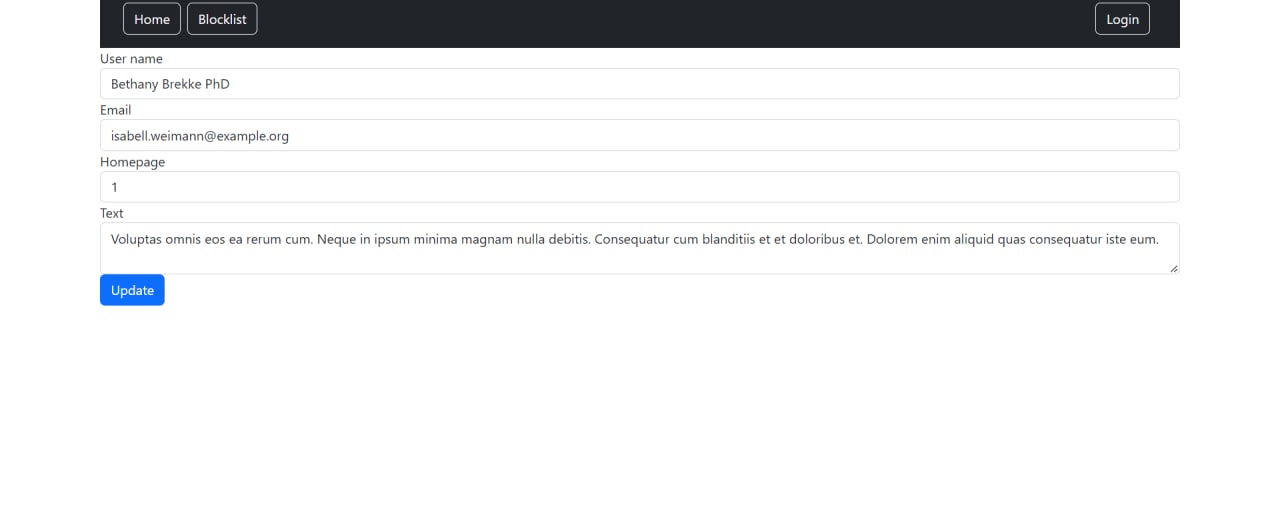 Home Blocklist Login
User name
Bethany Brekke PhD
Email
isabell.weimann@example.org
Homepage
1
Text
Voluptas omnis eos ea rerum cum. Neque in ipsum minima magnam nulla debitis. Consequatur cum blanditiis et et doloribus et. Dolorem enim aliquid quas consequatur iste eum.
Update